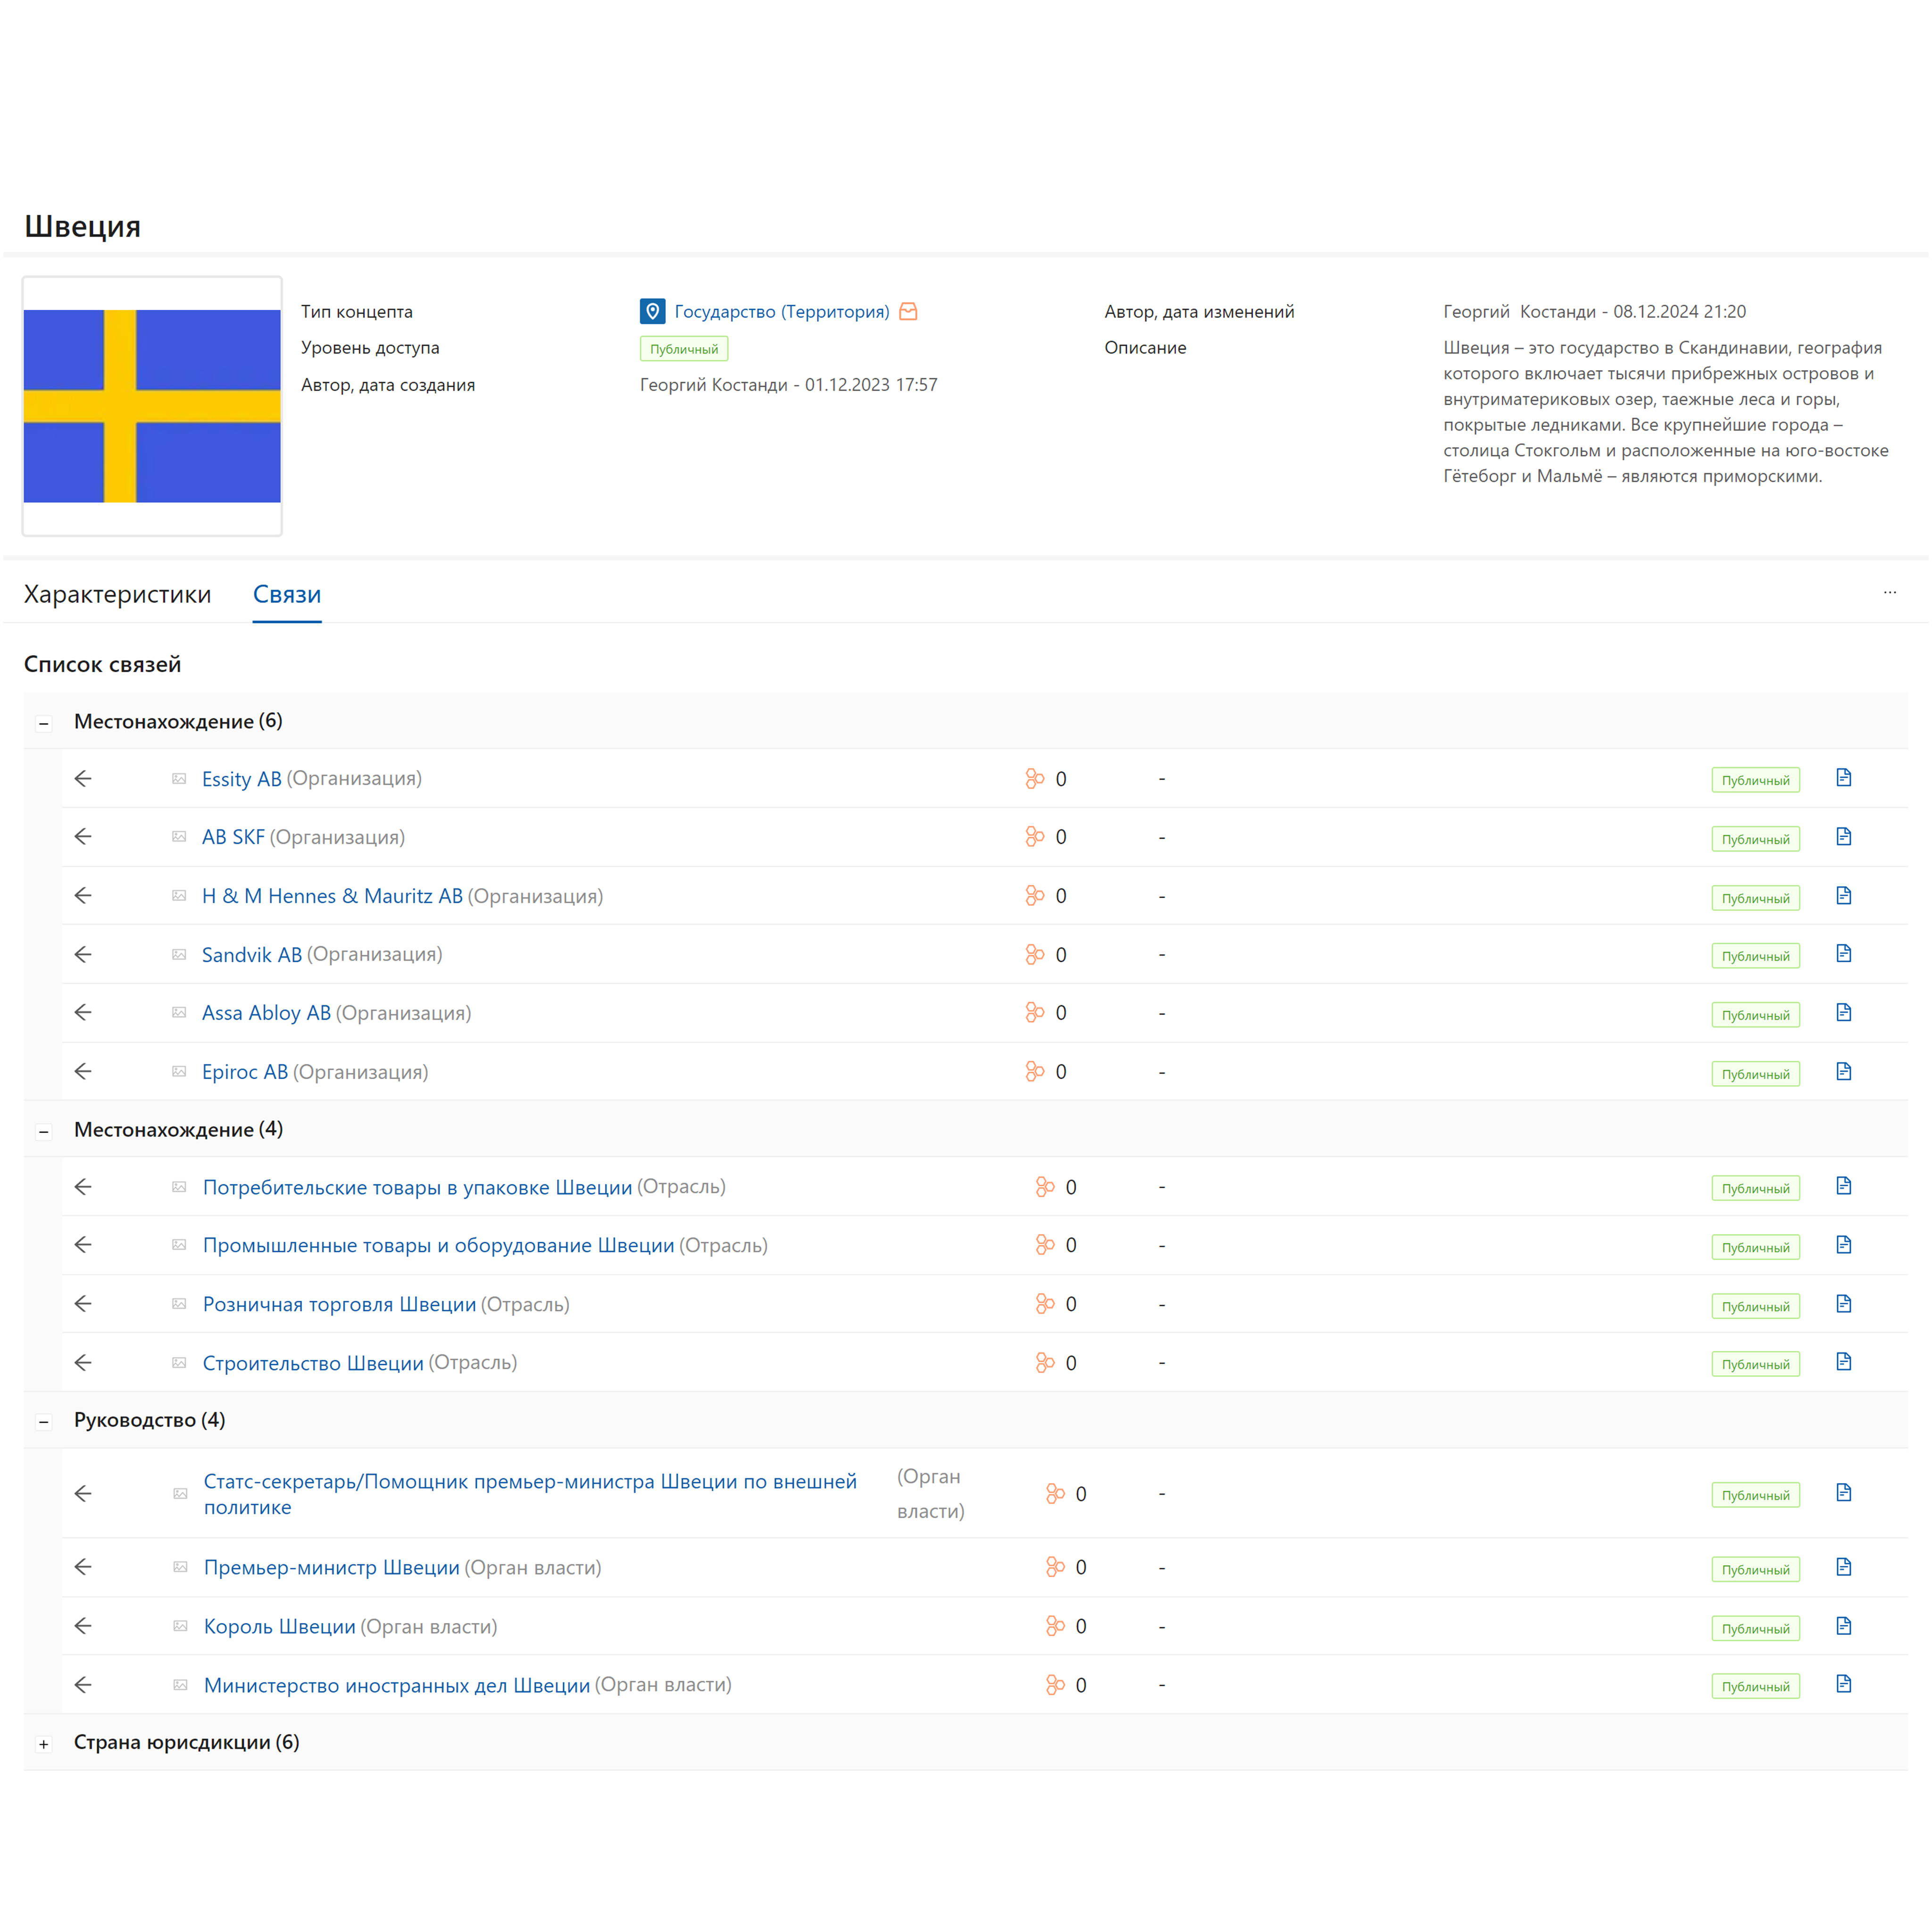 Швеция
Тип концепта
Государство (Территория)
Уровень доступа
Публичный
Автор, дата создания
Георгий Костанди - 01.12.2023 17:57
Автор, дата изменений
Георгий Костанди - 08.12.2024 21:20
Описание
Швеция – это государство в Скандинавии, география
которого включает тысячи прибрежных островов и
внутриматериковых озер, таежные леса и горы,
покрытые ледниками. Все крупнейшие города –
столица Стокгольм и расположенные на юго-востоке
Гётеборг и Мальмё – являются приморскими.
Характеристики Связи ...
Список связей
Местонахождение (6)
Essity AB (Организация) 0 - Публичный
AB SKF (Организация) 0 - Публичный
H & M Hennes & Mauritz AB (Организация) 0 - Публичный
Sandvik AB (Организация) 0 - Публичный
Assa Abloy AB (Организация) 0 - Публичный
Epiroc AB (Организация) 0 - Публичный
Местонахождение (4)
Потребительские товары в упаковке Швеции (Отрасль) 0 - Публичный
Промышленные товары и оборудование Швеции (Отрасль) 0 - Публичный
Розничная торговля Швеции (Отрасль) 0 - Публичный
Строительство Швеции (Отрасль) 0 - Публичный
Руководство (4)
Статс-секретарь/Помощник премьер-министра Швеции по внешней
политике
(Орган
власти)
0 - Публичный
Премьер-министр Швеции (Орган власти) 0 - Публичный
Король Швеции (Орган власти) 0 - Публичный
Министерство иностранных дел Швеции (Орган власти) 0 - Публичный
Страна юрисдикции (6)